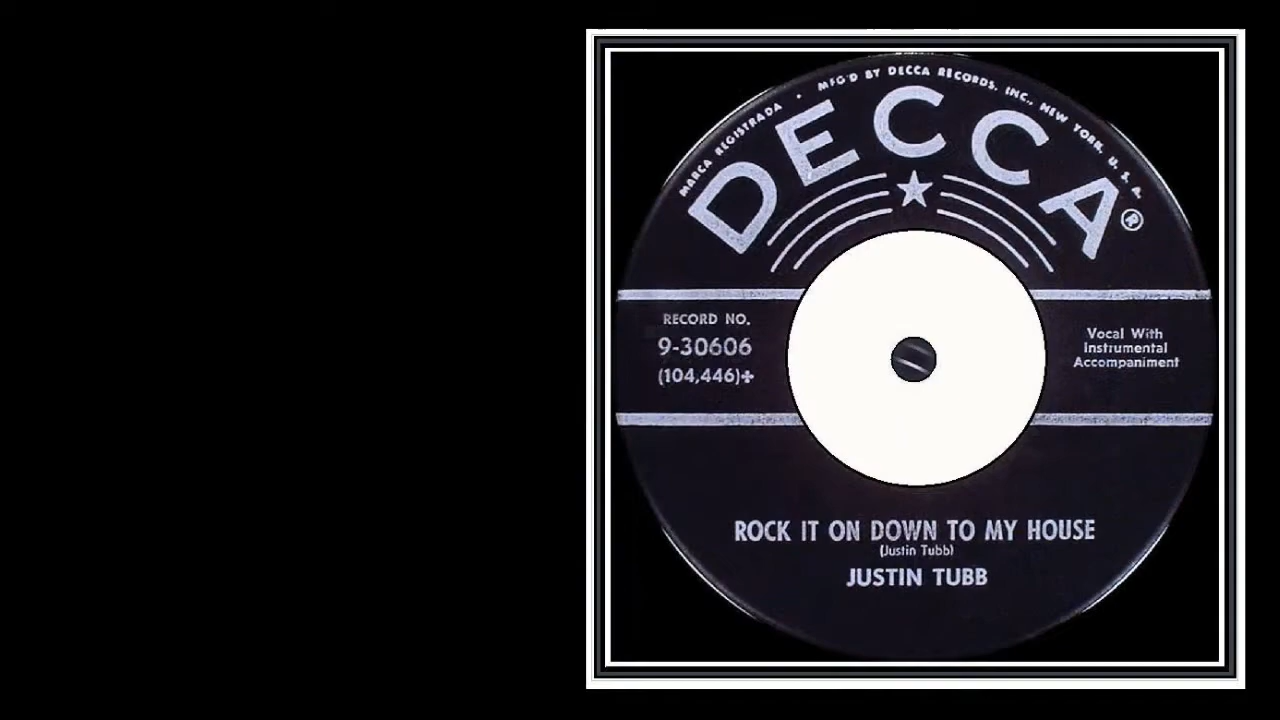 MARCA REGISTRADA • MFG'D BY DECCA RECORDS, INC., NEW YORK, U. S. A.
DECCA®
RECORD NO.
9-30606
(104,446)✤
Vocal With
Instrumental
Accompaniment
ROCK IT ON DOWN TO MY HOUSE
(Justin Tubb)
JUSTIN TUBB